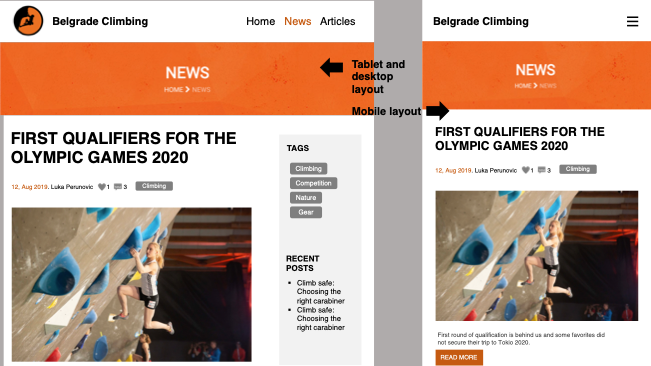 Belgrade Climbing
Home News Articles
NEWS
HOME NEWS
FIRST QUALIFIERS FOR THE
OLYMPIC GAMES 2020
12. Aug 2019. Luka Perunovic 1 3 Climbing
TAGS
Climbing
Competition
Nature
Gear
RECENT
POSTS
Climb safe:
Choosing the
right carabiner
Climb safe:
Choosing the
right carabiner
Tablet and
desktop
layout
Mobile layout
Belgrade Climbing
NEWS
HOME NEWS
FIRST QUALIFIERS FOR THE
OLYMPIC GAMES 2020
12. Aug 2019. Luka Perunovic 1 3 Climbing
First round of qualification is behind us and some favorites did
not secure their trip to Tokio 2020.
READ MORE